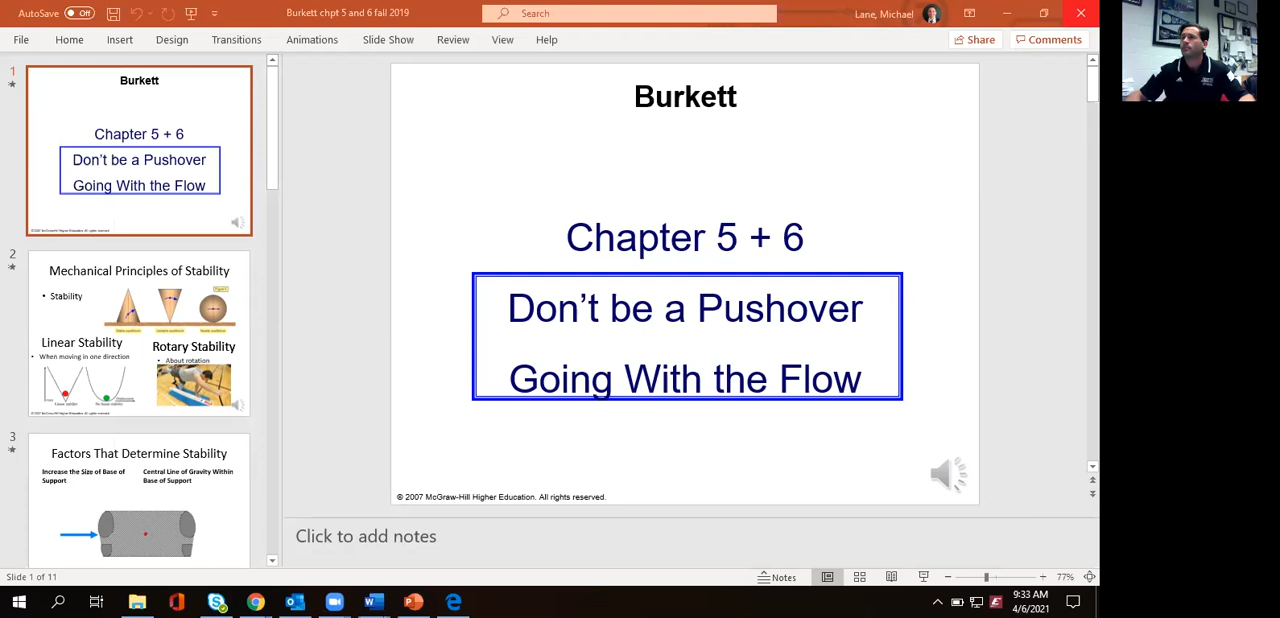 AutoSave Off
Burkett chpt 5 and 6 fall 2019
Search
Lane, Michael
File Home Insert Design Transitions Animations Slide Show Review View Help Share Comments
1
Burkett
Chapter 5 + 6
Don't be a Pushover
Going With the Flow
2
Mechanical Principles of Stability
• Stability
Linear Stability
• When moving in one direction
Rotary Stability
• About rotation
3
Factors That Determine Stability
Increase the Size of Base of
Support
Central Line of Gravity Within
Base of Support
Burkett
Chapter 5 + 6
Don't be a Pushover
Going With the Flow
© 2007 McGraw-Hill Higher Education. All rights reserved.
Click to add notes
Slide 1 of 11
Notes
77%
9:33 AM
4/6/2021